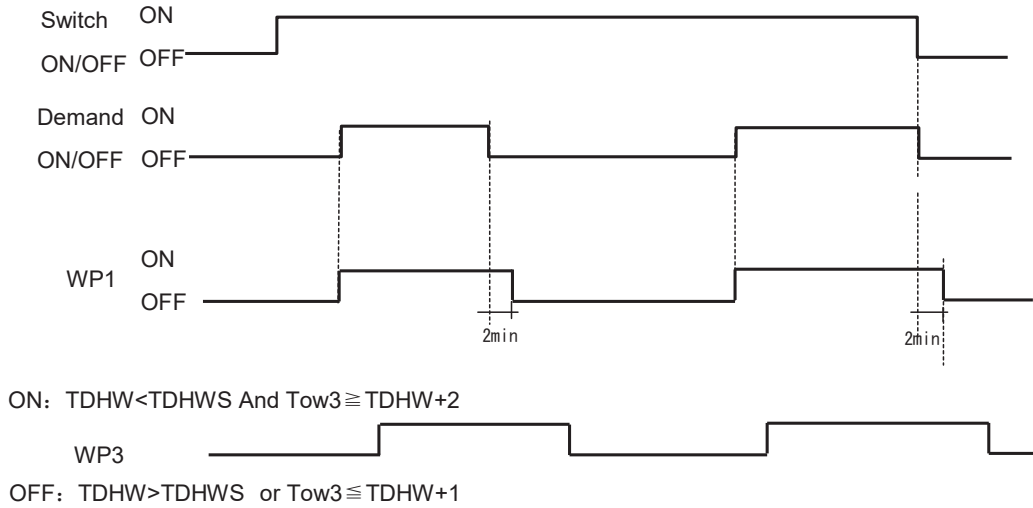 Switch ON
ON/OFF OFF
Demand ON
ON/OFF OFF
ON
WP1
OFF
2min 2min
ON：TDHW<TDHWS And Tow3≧TDHW+2
WP3
OFF：TDHW>TDHWS or Tow3≦TDHW+1